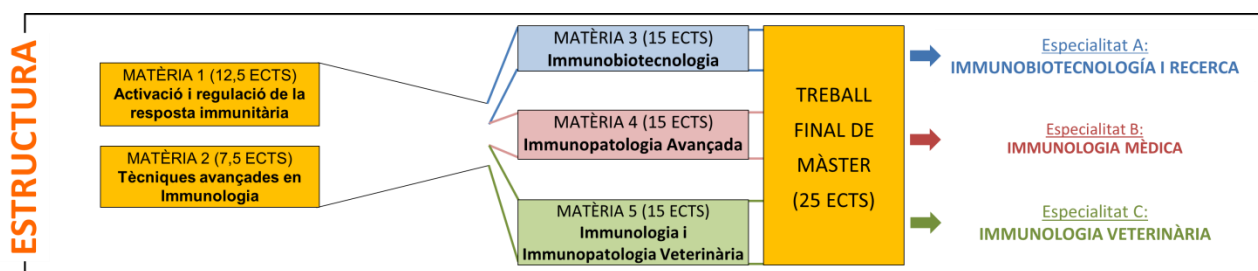 ESTRUCTURA
MATÈRIA 1 (12,5 ECTS)
Activació i regulació de la
resposta immunitària
MATÈRIA 2 (7,5 ECTS)
Tècniques avançades en
Immunologia
MATÈRIA 3 (15 ECTS)
Immunobiotecnologia
MATÈRIA 4 (15 ECTS)
Immunopatologia Avançada
MATÈRIA 5 (15 ECTS)
Immunologia i
Immunopatologia Veterinària
TREBALL
FINAL DE
MÀSTER
(25 ECTS)
Especialitat A:
IMMUNOBIOTECNOLOGÍA I RECERCA
Especialitat B:
IMMUNOLOGIA MÈDICA
Especialitat C:
IMMUNOLOGIA VETERINÀRIA